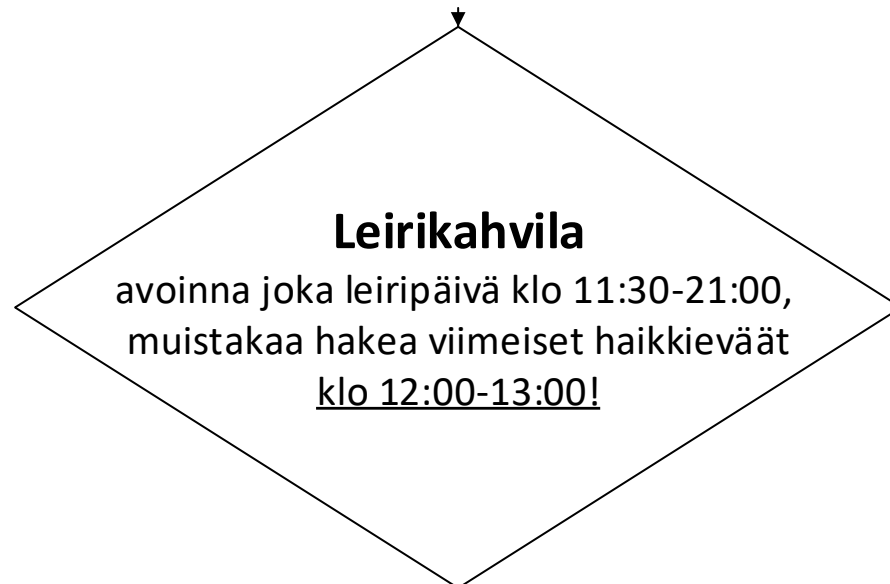 Leirikahvila
avoinna joka leiripäivä klo 11:30-21:00,
muistakaa hakea viimeiset haikkieväät
klo 12:00-13:00!